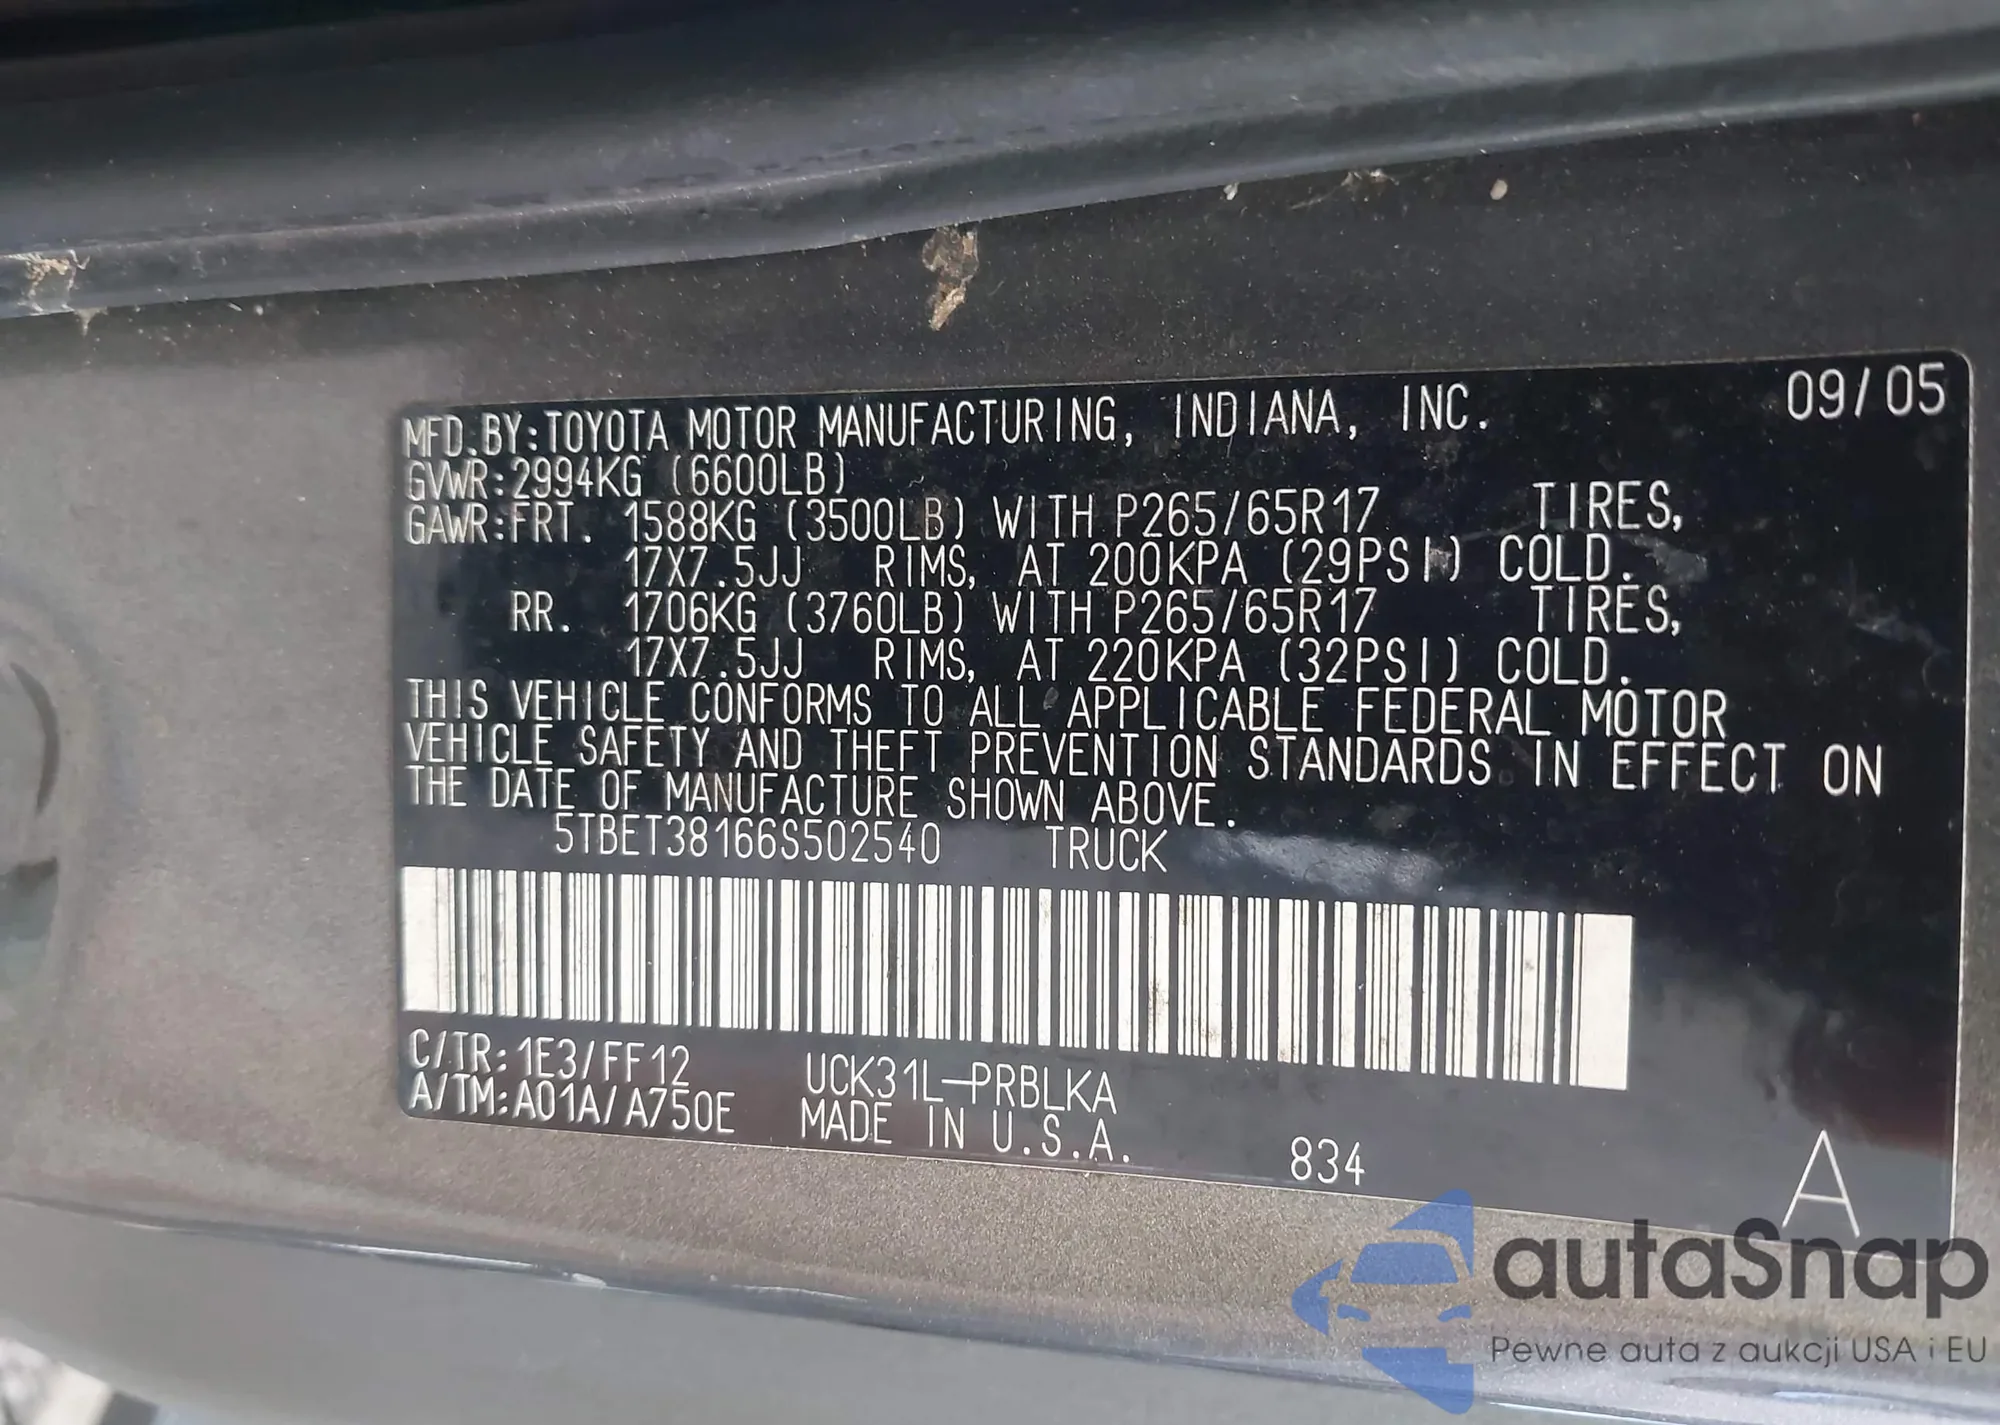 09/05
MFD.BY:TOYOTA MOTOR MANUFACTURING, INDIANA, INC.
GVWR:2994KG (6600LB)
GAWR:FRT. 1588KG (3500LB) WITH P265/65R17 TIRES,
17X7.5JJ RIMS, AT 200KPA (29PSI) COLD.
RR. 1706KG (3760LB) WITH P265/65R17 TIRES,
17X7.5JJ RIMS, AT 220KPA (32PSI) COLD.
THIS VEHICLE CONFORMS TO ALL APPLICABLE FEDERAL MOTOR
VEHICLE SAFETY AND THEFT PREVENTION STANDARDS IN EFFECT ON
THE DATE OF MANUFACTURE SHOWN ABOVE.
5TBET38166S502540 TRUCK
C/TR:1E3/FF12 UCK31L-PRBLKA
A/TM:A01A/A750E MADE IN U.S.A.
834
A
autaSnap
Pewne auta z aukcji USA i EU